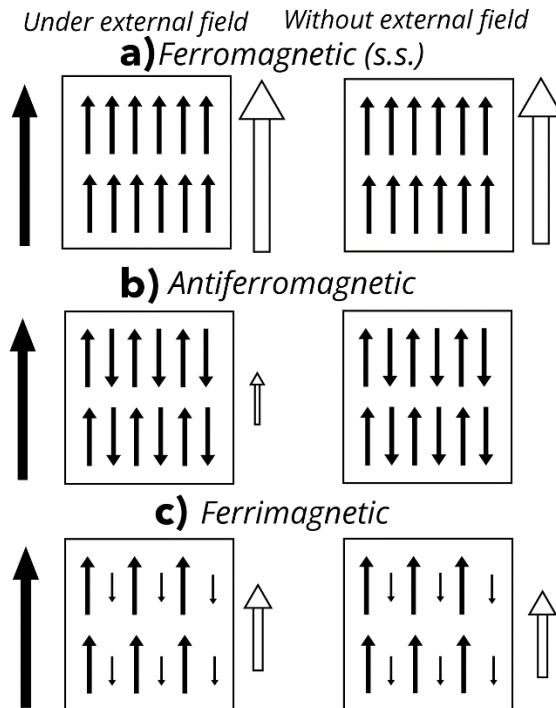 Under external field Without external field
a) Ferromagnetic (s.s.)
b) Antiferromagnetic
c) Ferrimagnetic